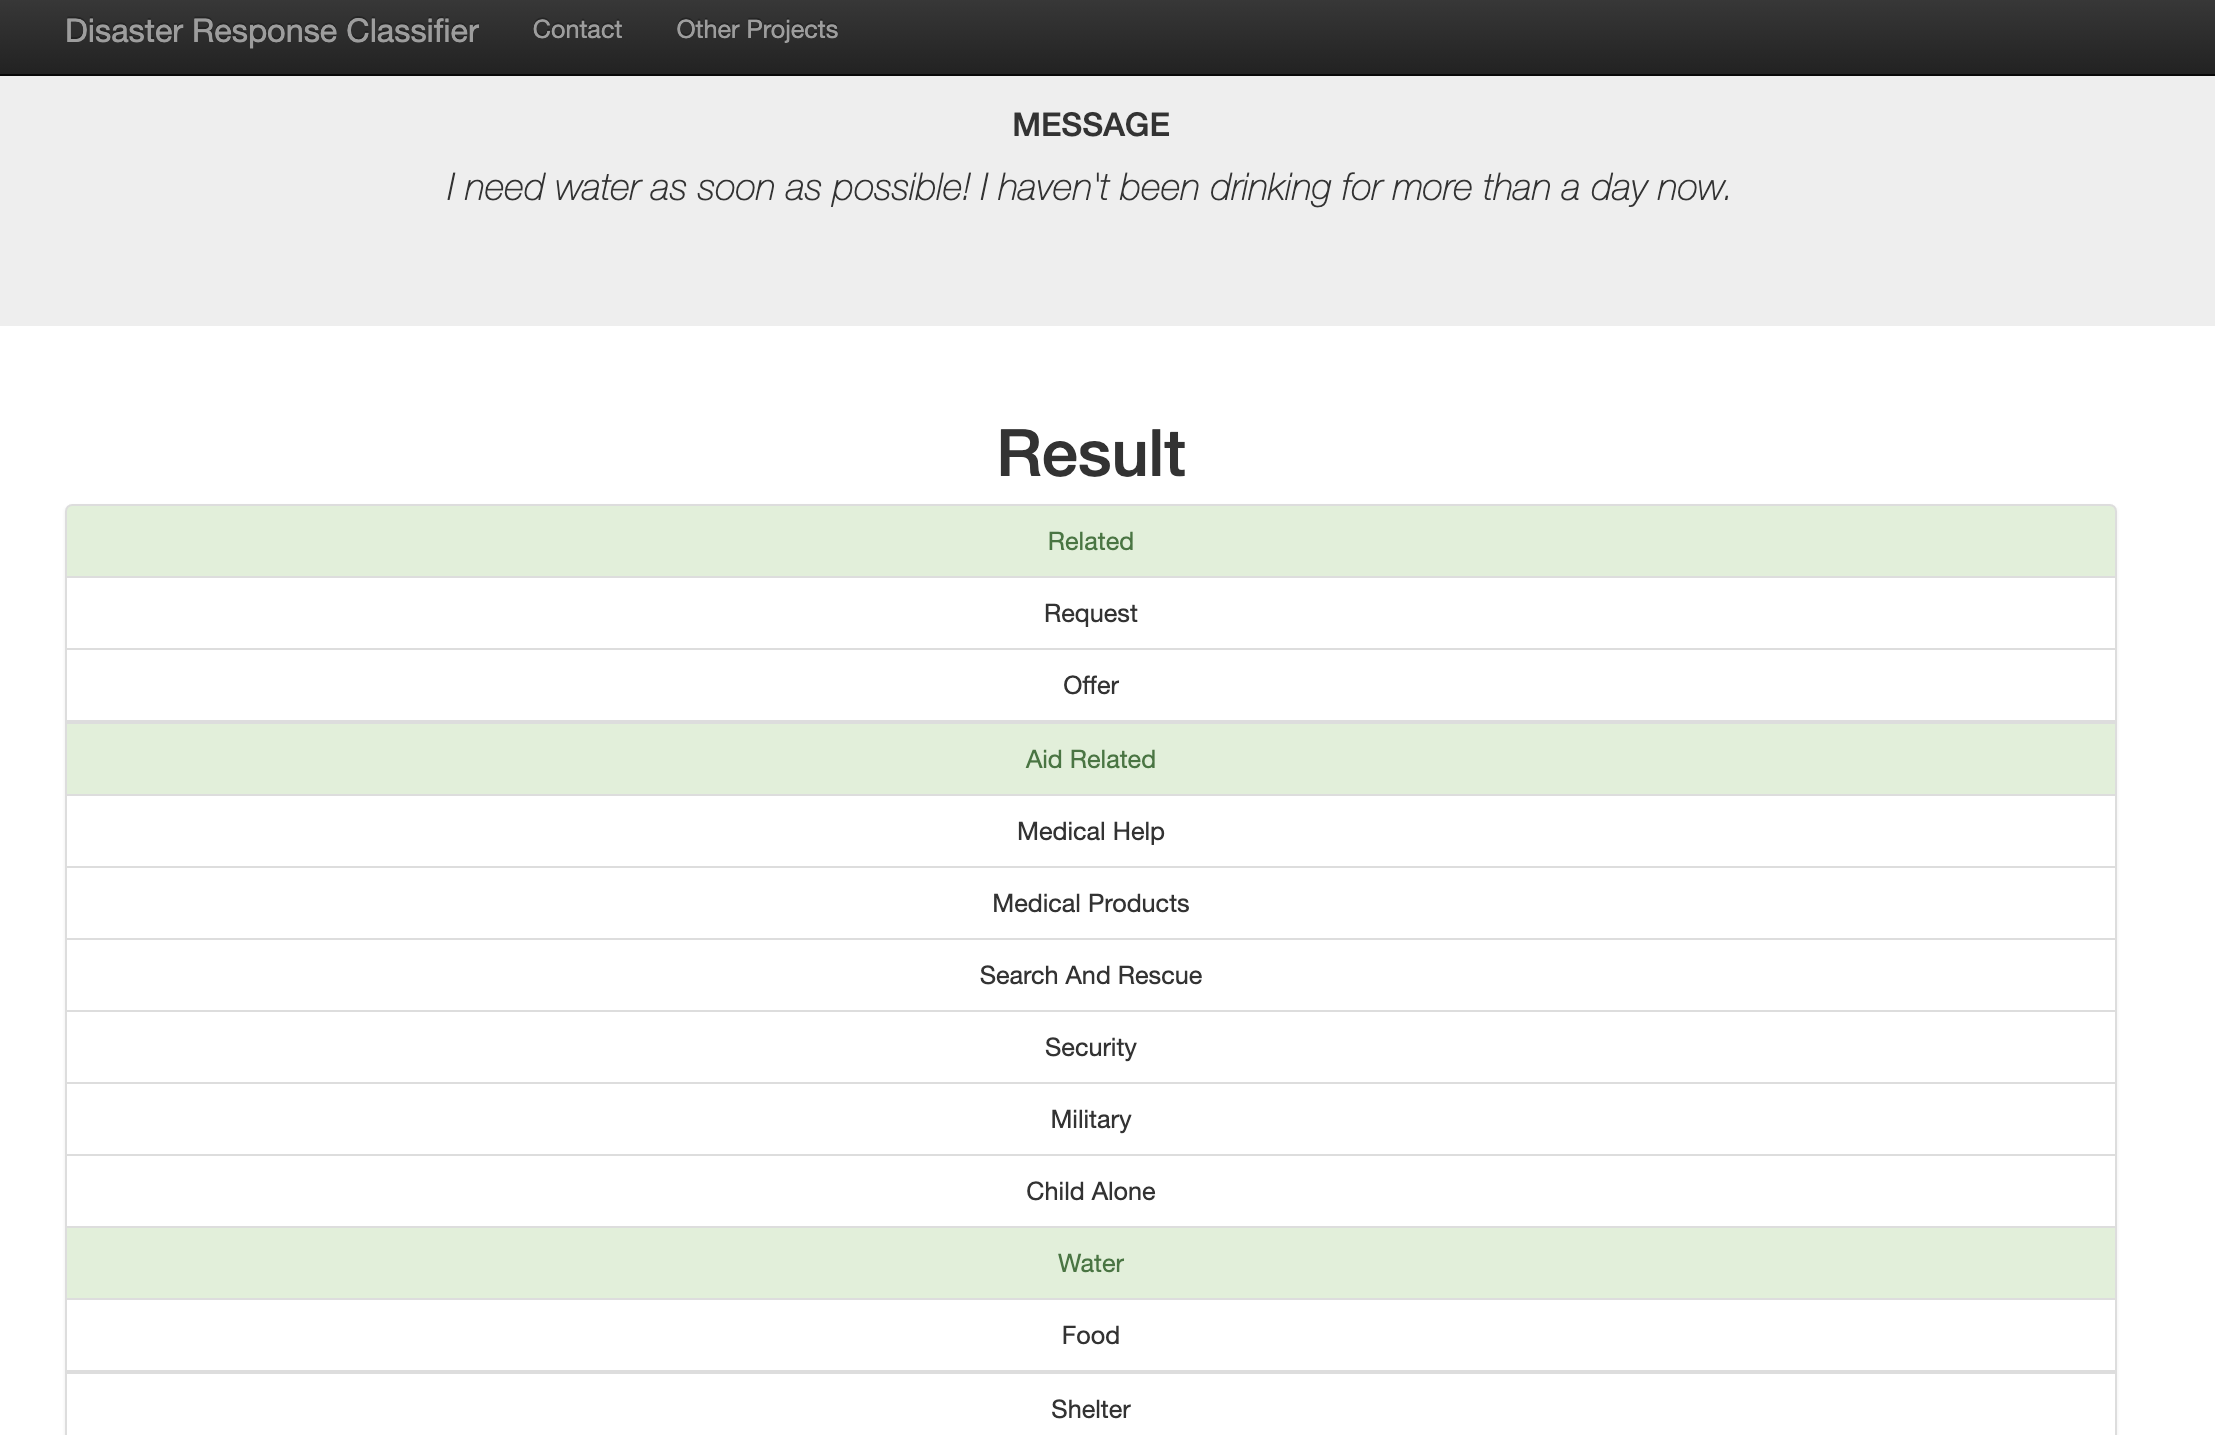 Disaster Response Classifier Contact Other Projects
MESSAGE
I need water as soon as possible! I haven't been drinking for more than a day now.
Result
Related
Request
Offer
Aid Related
Medical Help
Medical Products
Search And Rescue
Security
Military
Child Alone
Water
Food
Shelter